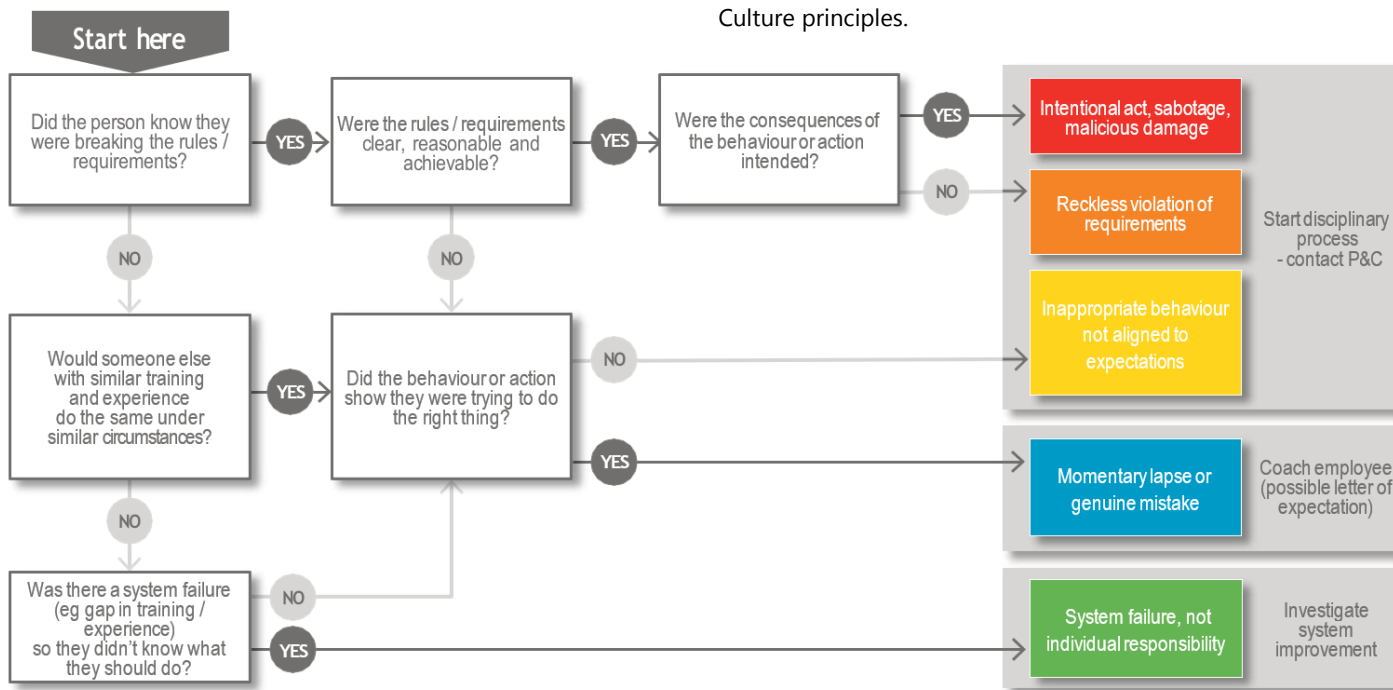 Culture principles.
Start here
Did the person know they
were breaking the rules /
requirements?
YES
Were the rules / requirements
clear, reasonable and
achievable?
YES
Were the consequences of
the behaviour or action
intended?
YES
Intentional act, sabotage,
malicious damage
NO
Reckless violation of
requirements
Start disciplinary
process
- contact P&C
NO
NO
Inappropriate behaviour
not aligned to
expectations
Would someone else
with similar training
and experience
do the same under
similar circumstances?
YES
Did the behaviour or action
show they were trying to do
the right thing?
NO
YES
Momentary lapse or
genuine mistake
Coach employee
(possible letter of
expectation)
NO
Was there a system failure
(eg gap in training /
experience)
so they didn't know what
they should do?
NO
YES
System failure, not
individual responsibility
Investigate
system
improvement